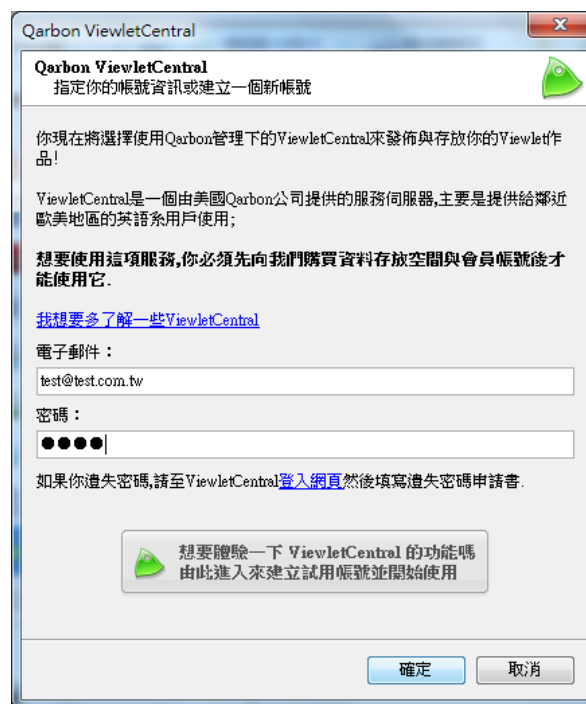 Qarbon ViewletCentral
Qarbon ViewletCentral
指定你的帳號資訊或建立一個新帳號
你現在將選擇使用Qarbon管理下的ViewletCentral來發佈與存放你的Viewlet作
品!
ViewletCentral是一個由美國Qarbon公司提供的服務伺服器,主要是提供給鄰近
歐美地區的英語系用戶使用;
想要使用這項服務,你必須先向我們購買資料存放空間與會員帳號後才
能使用它.
我想要多了解一些ViewletCentral
電子郵件：
test@test.com.tw
密碼：
●●●●
如果你遺失密碼,請至ViewletCentral登入網頁然後填寫遺失密碼申請書.
想要體驗一下 ViewletCentral 的功能嗎
由此進入來建立試用帳號並開始使用
確定
取消